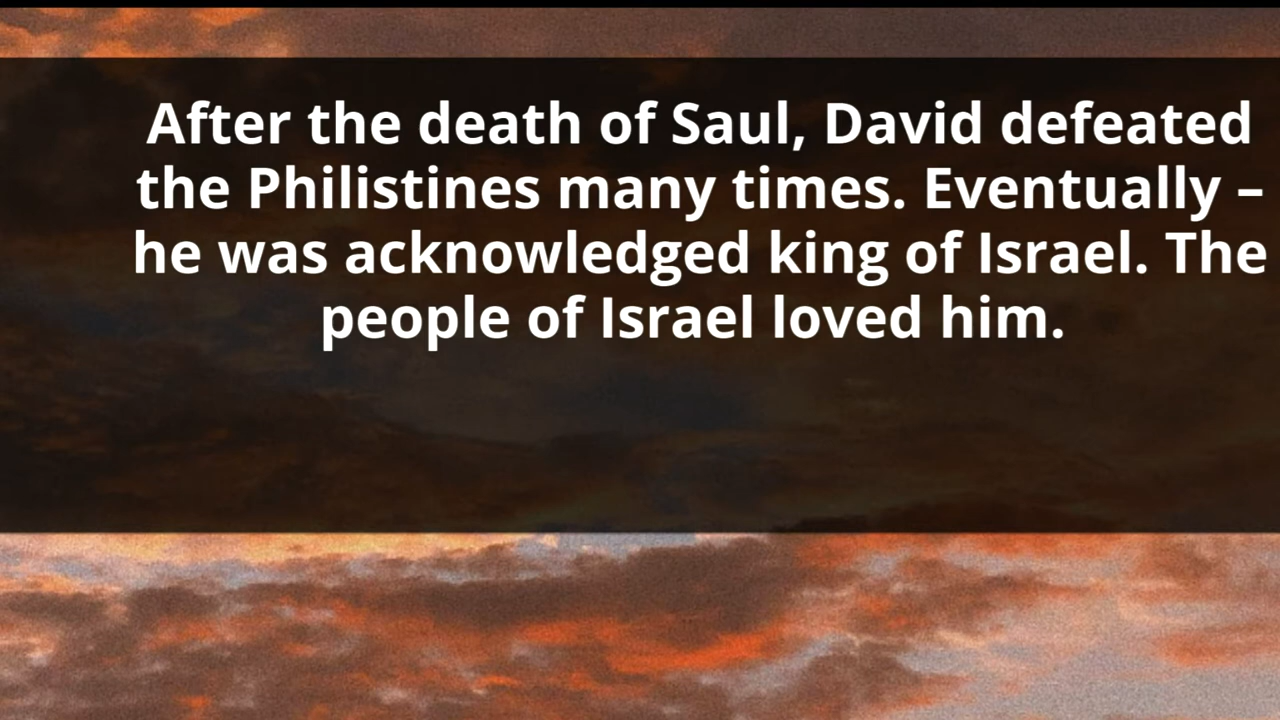 After the death of Saul, David defeated
the Philistines many times. Eventually –
he was acknowledged king of Israel. The
people of Israel loved him.